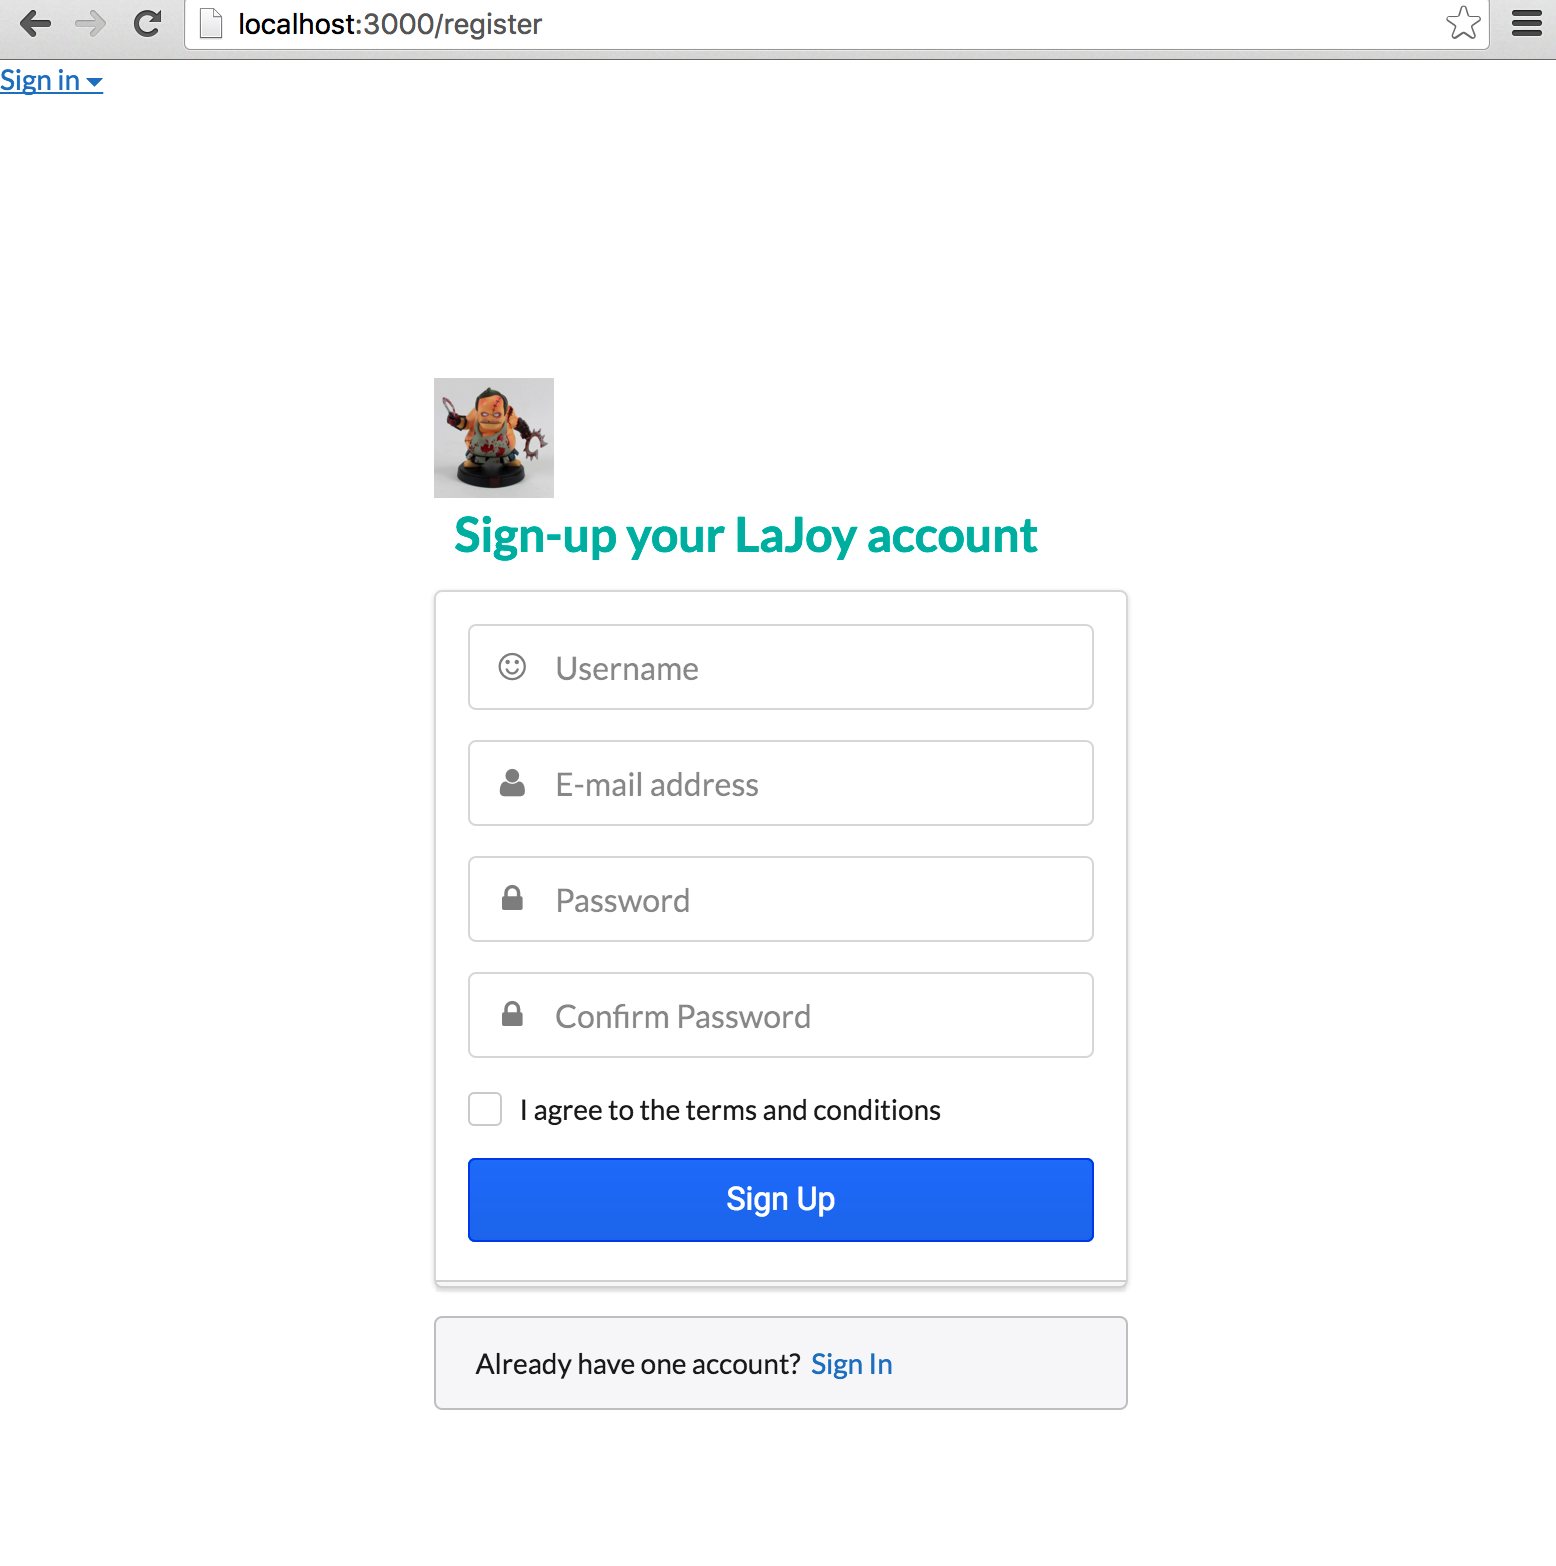 localhost:3000/register
Sign in
Sign-up your LaJoy account
Username
E-mail address
Password
Confirm Password
I agree to the terms and conditions
Sign Up
Already have one account? Sign In